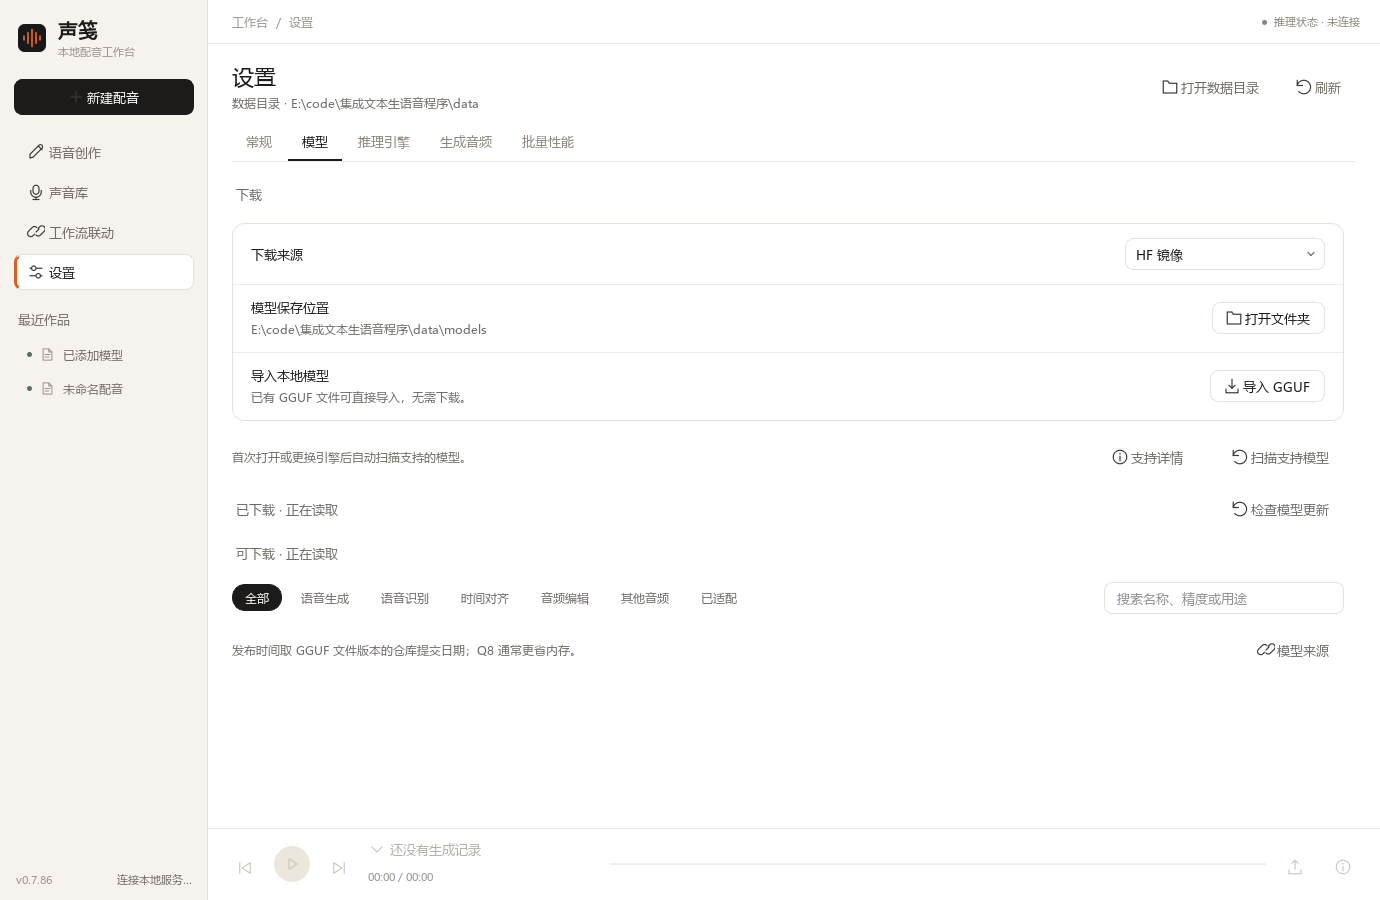 声笺
本地配音工作台
新建配音
语音创作
声音库
工作流联动
设置
最近作品
已添加模型
未命名配音
v0.7.86
连接本地服务...
工作台 / 设置
推理状态 · 未连接
设置
数据目录 · E:\code\集成文本生语音程序\data
打开数据目录
刷新
常规
模型
推理引擎
生成音频
批量性能
下载
下载来源
HF 镜像
模型保存位置
E:\code\集成文本生语音程序\data\models
打开文件夹
导入本地模型
已有 GGUF 文件可直接导入，无需下载。
导入 GGUF
首次打开或更换引擎后自动扫描支持的模型。
支持详情
扫描支持模型
已下载 · 正在读取
检查模型更新
可下载 · 正在读取
全部
语音生成
语音识别
时间对齐
音频编辑
其他音频
已适配
搜索名称、精度或用途
发布时间取 GGUF 文件版本的仓库提交日期；Q8 通常更省内存。
模型来源
还没有生成记录
00:00 / 00:00